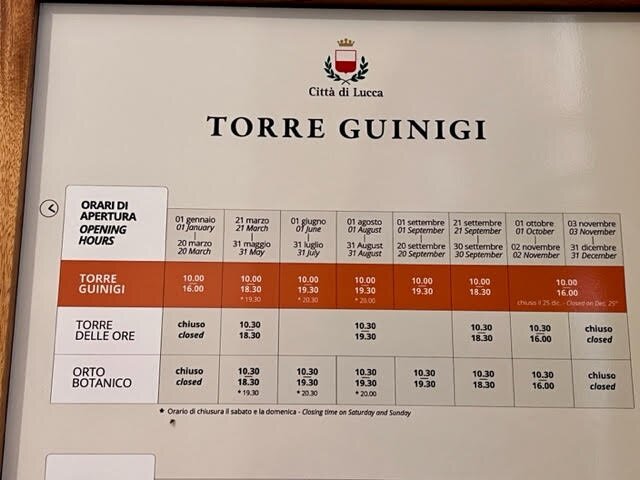 Città di Lucca
TORRE GUINIGI
ORARI DI
APERTURA
OPENING
HOURS
01 gennaio
01 January
20 marzo
20 March
21 marzo
21 March
31 maggio
31 May
01 giugno
01 June
31 luglio
31 July
01 agosto
01 August
31 August
31 August
01 settembre
01 September
20 settembre
20 September
21 settembre
21 September
30 settembre
30 September
01 ottobre
01 October
02 novembre
02 November
03 novembre
03 November
31 dicembre
31 December
TORRE
GUINIGI
10.00
16.00
10.00
18.30
* 19.30
10.00
19.30
* 20.30
10.00
19.30
* 20.00
10.00
19.30
10.00
18.30
10.00
16.00
chiusa il 25 dic. - Closed on Dec. 25°
TORRE
DELLE ORE
chiuso
closed
10.30
18.30
10.30
19.30
10.30
18.30
10.30
16.00
chiuso
closed
ORTO
BOTANICO
chiuso
closed
10.30
18.30
* 19.30
10.30
19.30
* 20.30
10.30
19.30
* 20.00
10.30
19.30
10.30
18.30
10.30
16.00
chiuso
closed
* Orario di chiusura il sabato e la domenica - Closing time on Saturday and Sunday